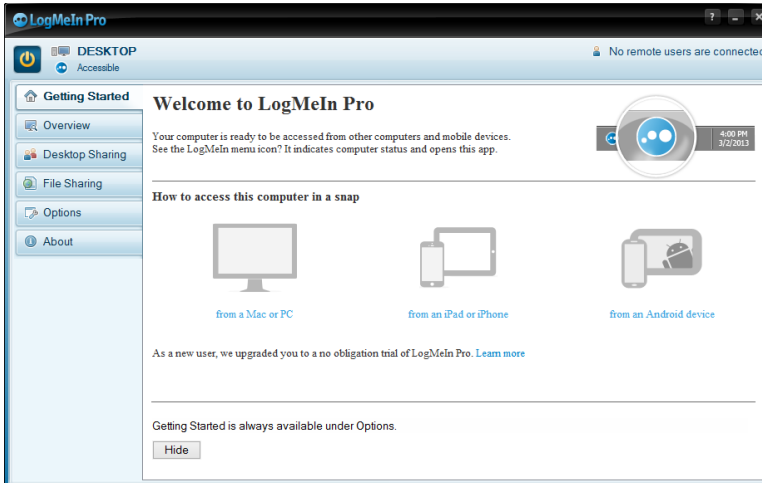 LogMeIn Pro
?
DESKTOP
Accessible
No remote users are connected
Getting Started
Overview
Desktop Sharing
File Sharing
Options
About
Welcome to LogMeIn Pro
Your computer is ready to be accessed from other computers and mobile devices.
See the LogMeIn menu icon? It indicates computer status and opens this app.
4:00 PM
3/2/2013
How to access this computer in a snap
from a Mac or PC
from an iPad or iPhone
from an Android device
As a new user, we upgraded you to a no obligation trial of LogMeIn Pro. Learn more
Getting Started is always available under Options.
Hide